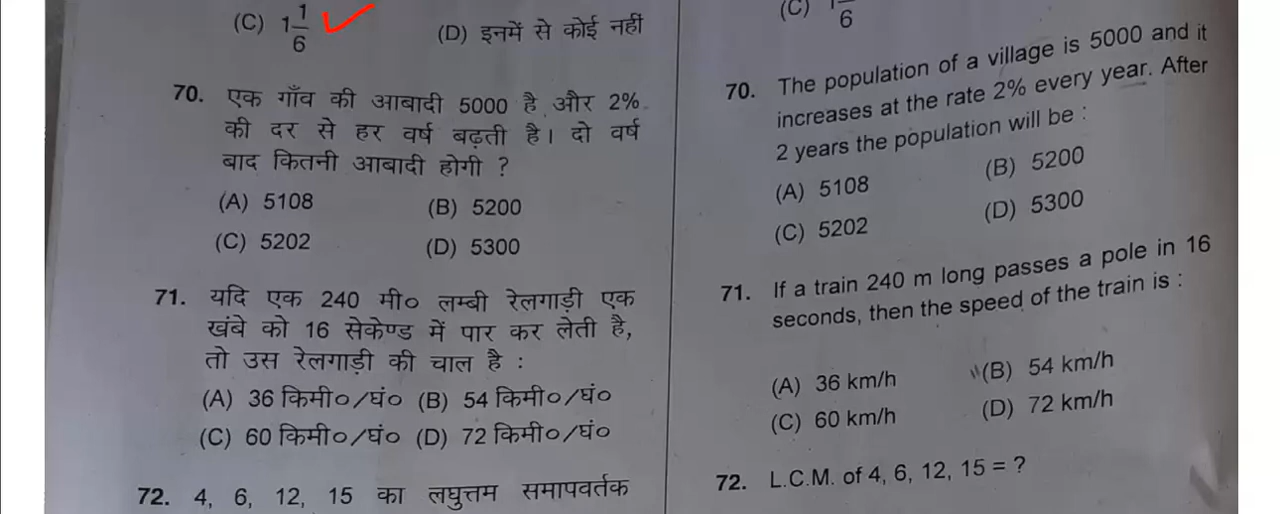 (C) 1 1/6
(D) इनमें से कोई नहीं
70. एक गाँव की आबादी 5000 है और 2%
की दर से हर वर्ष बढ़ती है। दो वर्ष
बाद कितनी आबादी होगी ?
(A) 5108 (B) 5200
(C) 5202 (D) 5300
71. यदि एक 240 मी० लम्बी रेलगाड़ी एक
खंबे को 16 सेकेण्ड में पार कर लेती है,
तो उस रेलगाड़ी की चाल है :
(A) 36 किमी०/घं० (B) 54 किमी०/घं०
(C) 60 किमी०/घं० (D) 72 किमी०/घं०
72. 4, 6, 12, 15 का लघुत्तम समापवर्तक
(C) 1/6
70. The population of a village is 5000 and it
increases at the rate 2% every year. After
2 years the population will be :
(A) 5108 (B) 5200
(C) 5202 (D) 5300
71. If a train 240 m long passes a pole in 16
seconds, then the speed of the train is :
(A) 36 km/h (B) 54 km/h
(C) 60 km/h (D) 72 km/h
72. L.C.M. of 4, 6, 12, 15 = ?